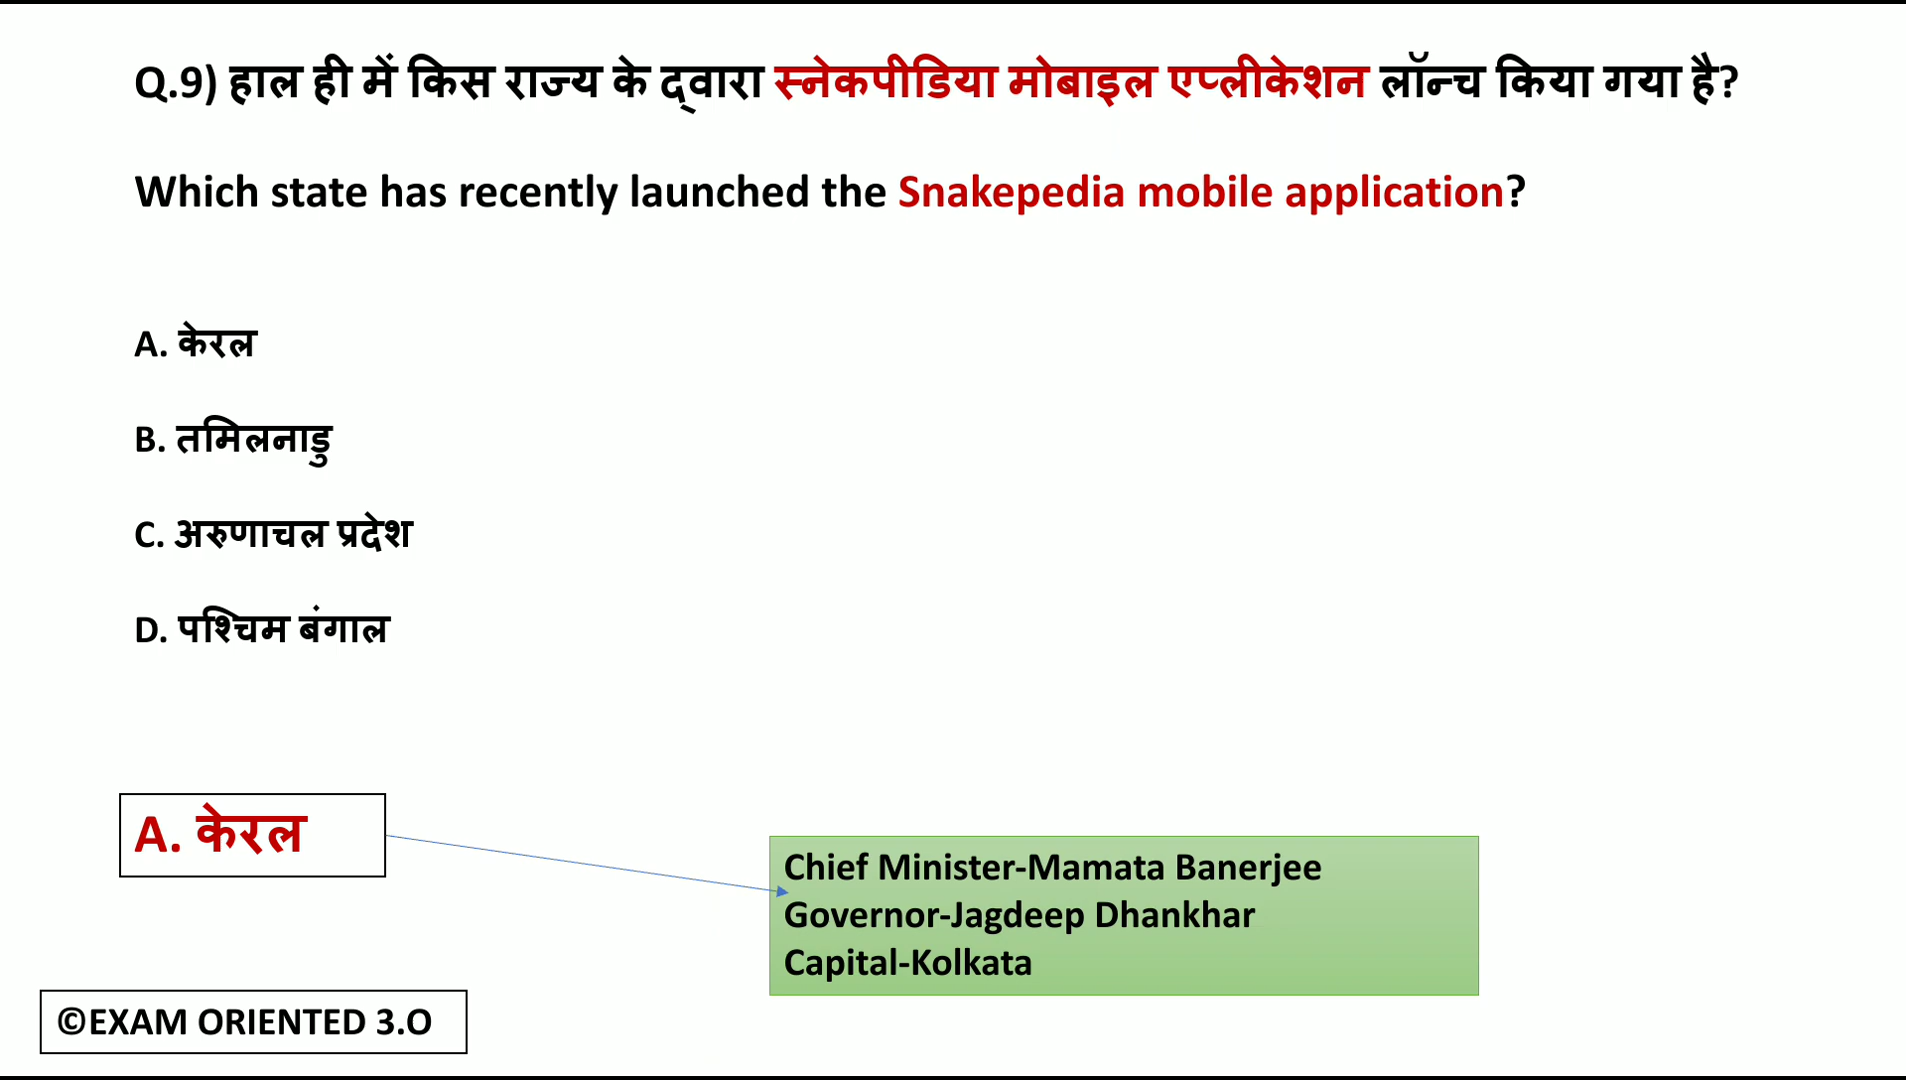 Q.9) हाल ही में किस राज्य के द्वारा स्नेकपीडिया मोबाइल एप्लीकेशन लॉन्च किया गया है?
Which state has recently launched the Snakepedia mobile application?
A. केरल
B. तमिलनाडु
C. अरुणाचल प्रदेश
D. पश्चिम बंगाल
A. केरल
Chief Minister-Mamata Banerjee
Governor-Jagdeep Dhankhar
Capital-Kolkata
©EXAM ORIENTED 3.O